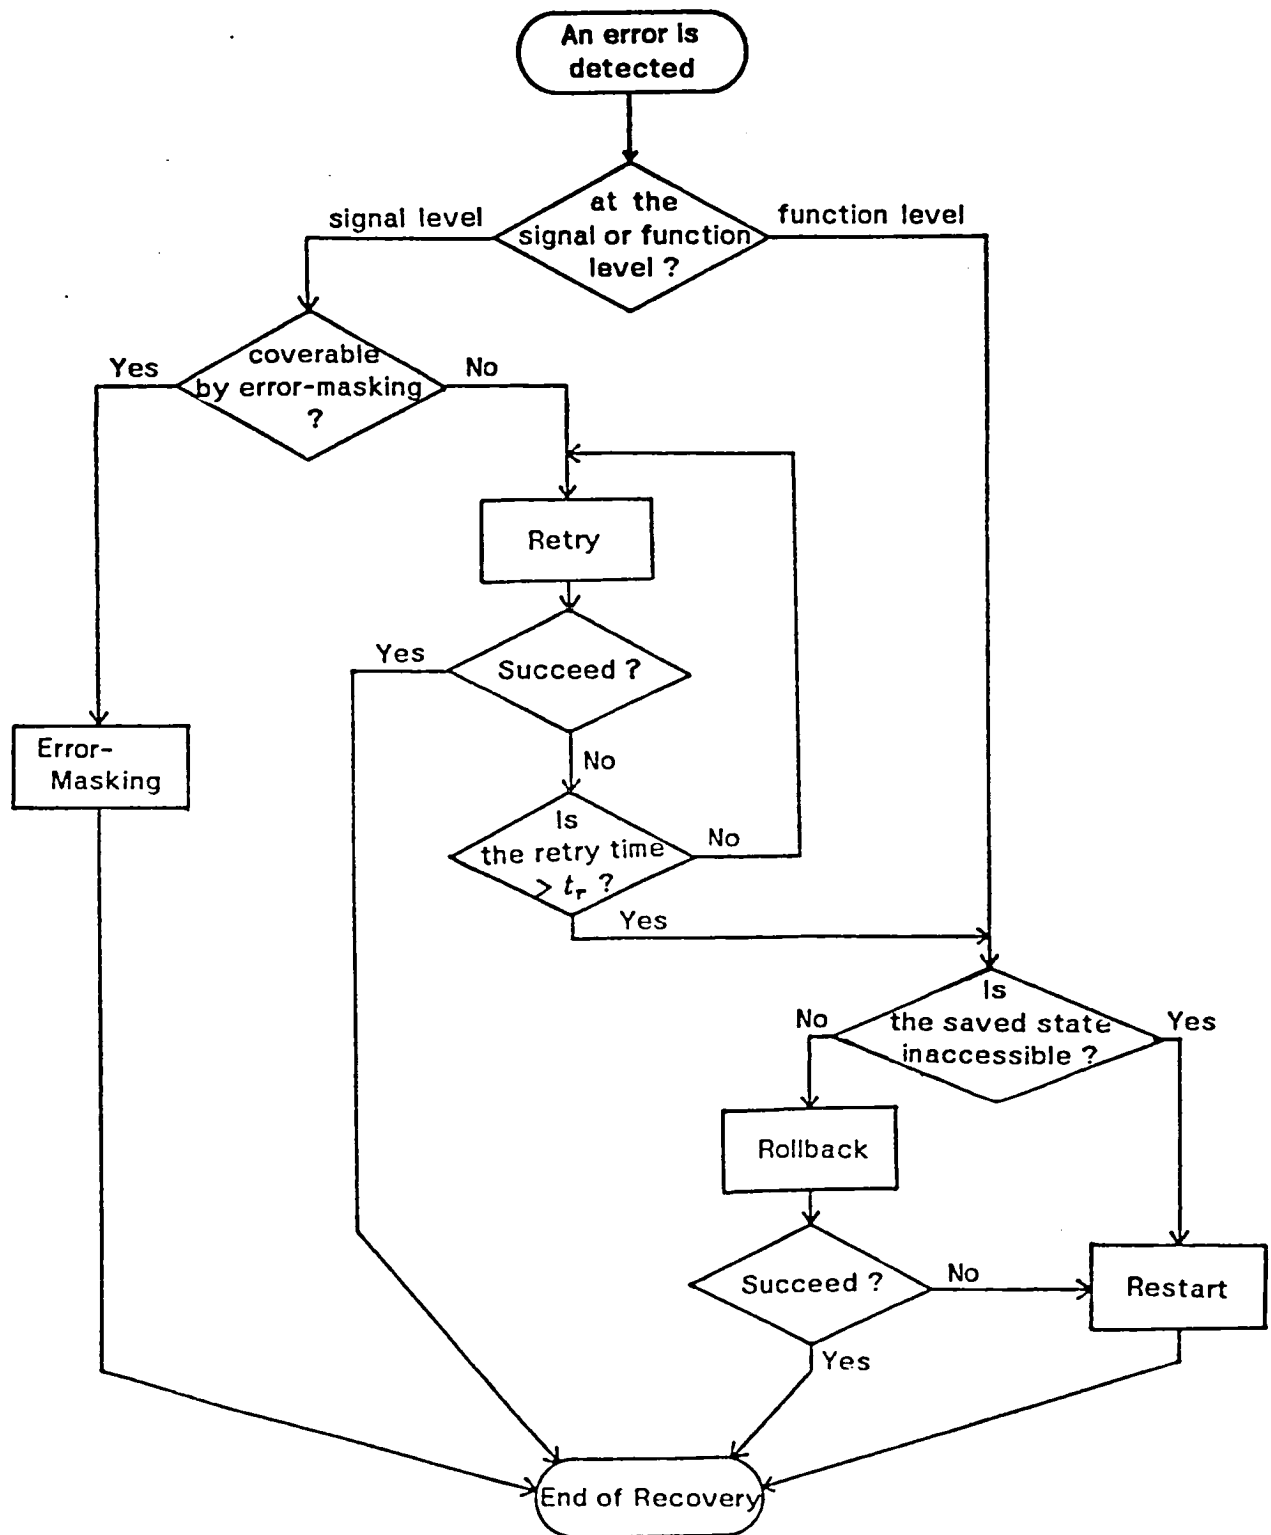 An error is
detected
at the
signal or function
level ?
signal level
function level
coverable
by error-masking
?
Yes
No
Retry
Succeed ?
Yes
No
Error-
Masking
Is
the retry time
> tᵣ ?
No
Yes
Is
the saved state
inaccessible ?
No
Yes
Rollback
Succeed ?
No
Restart
Yes
End of Recovery